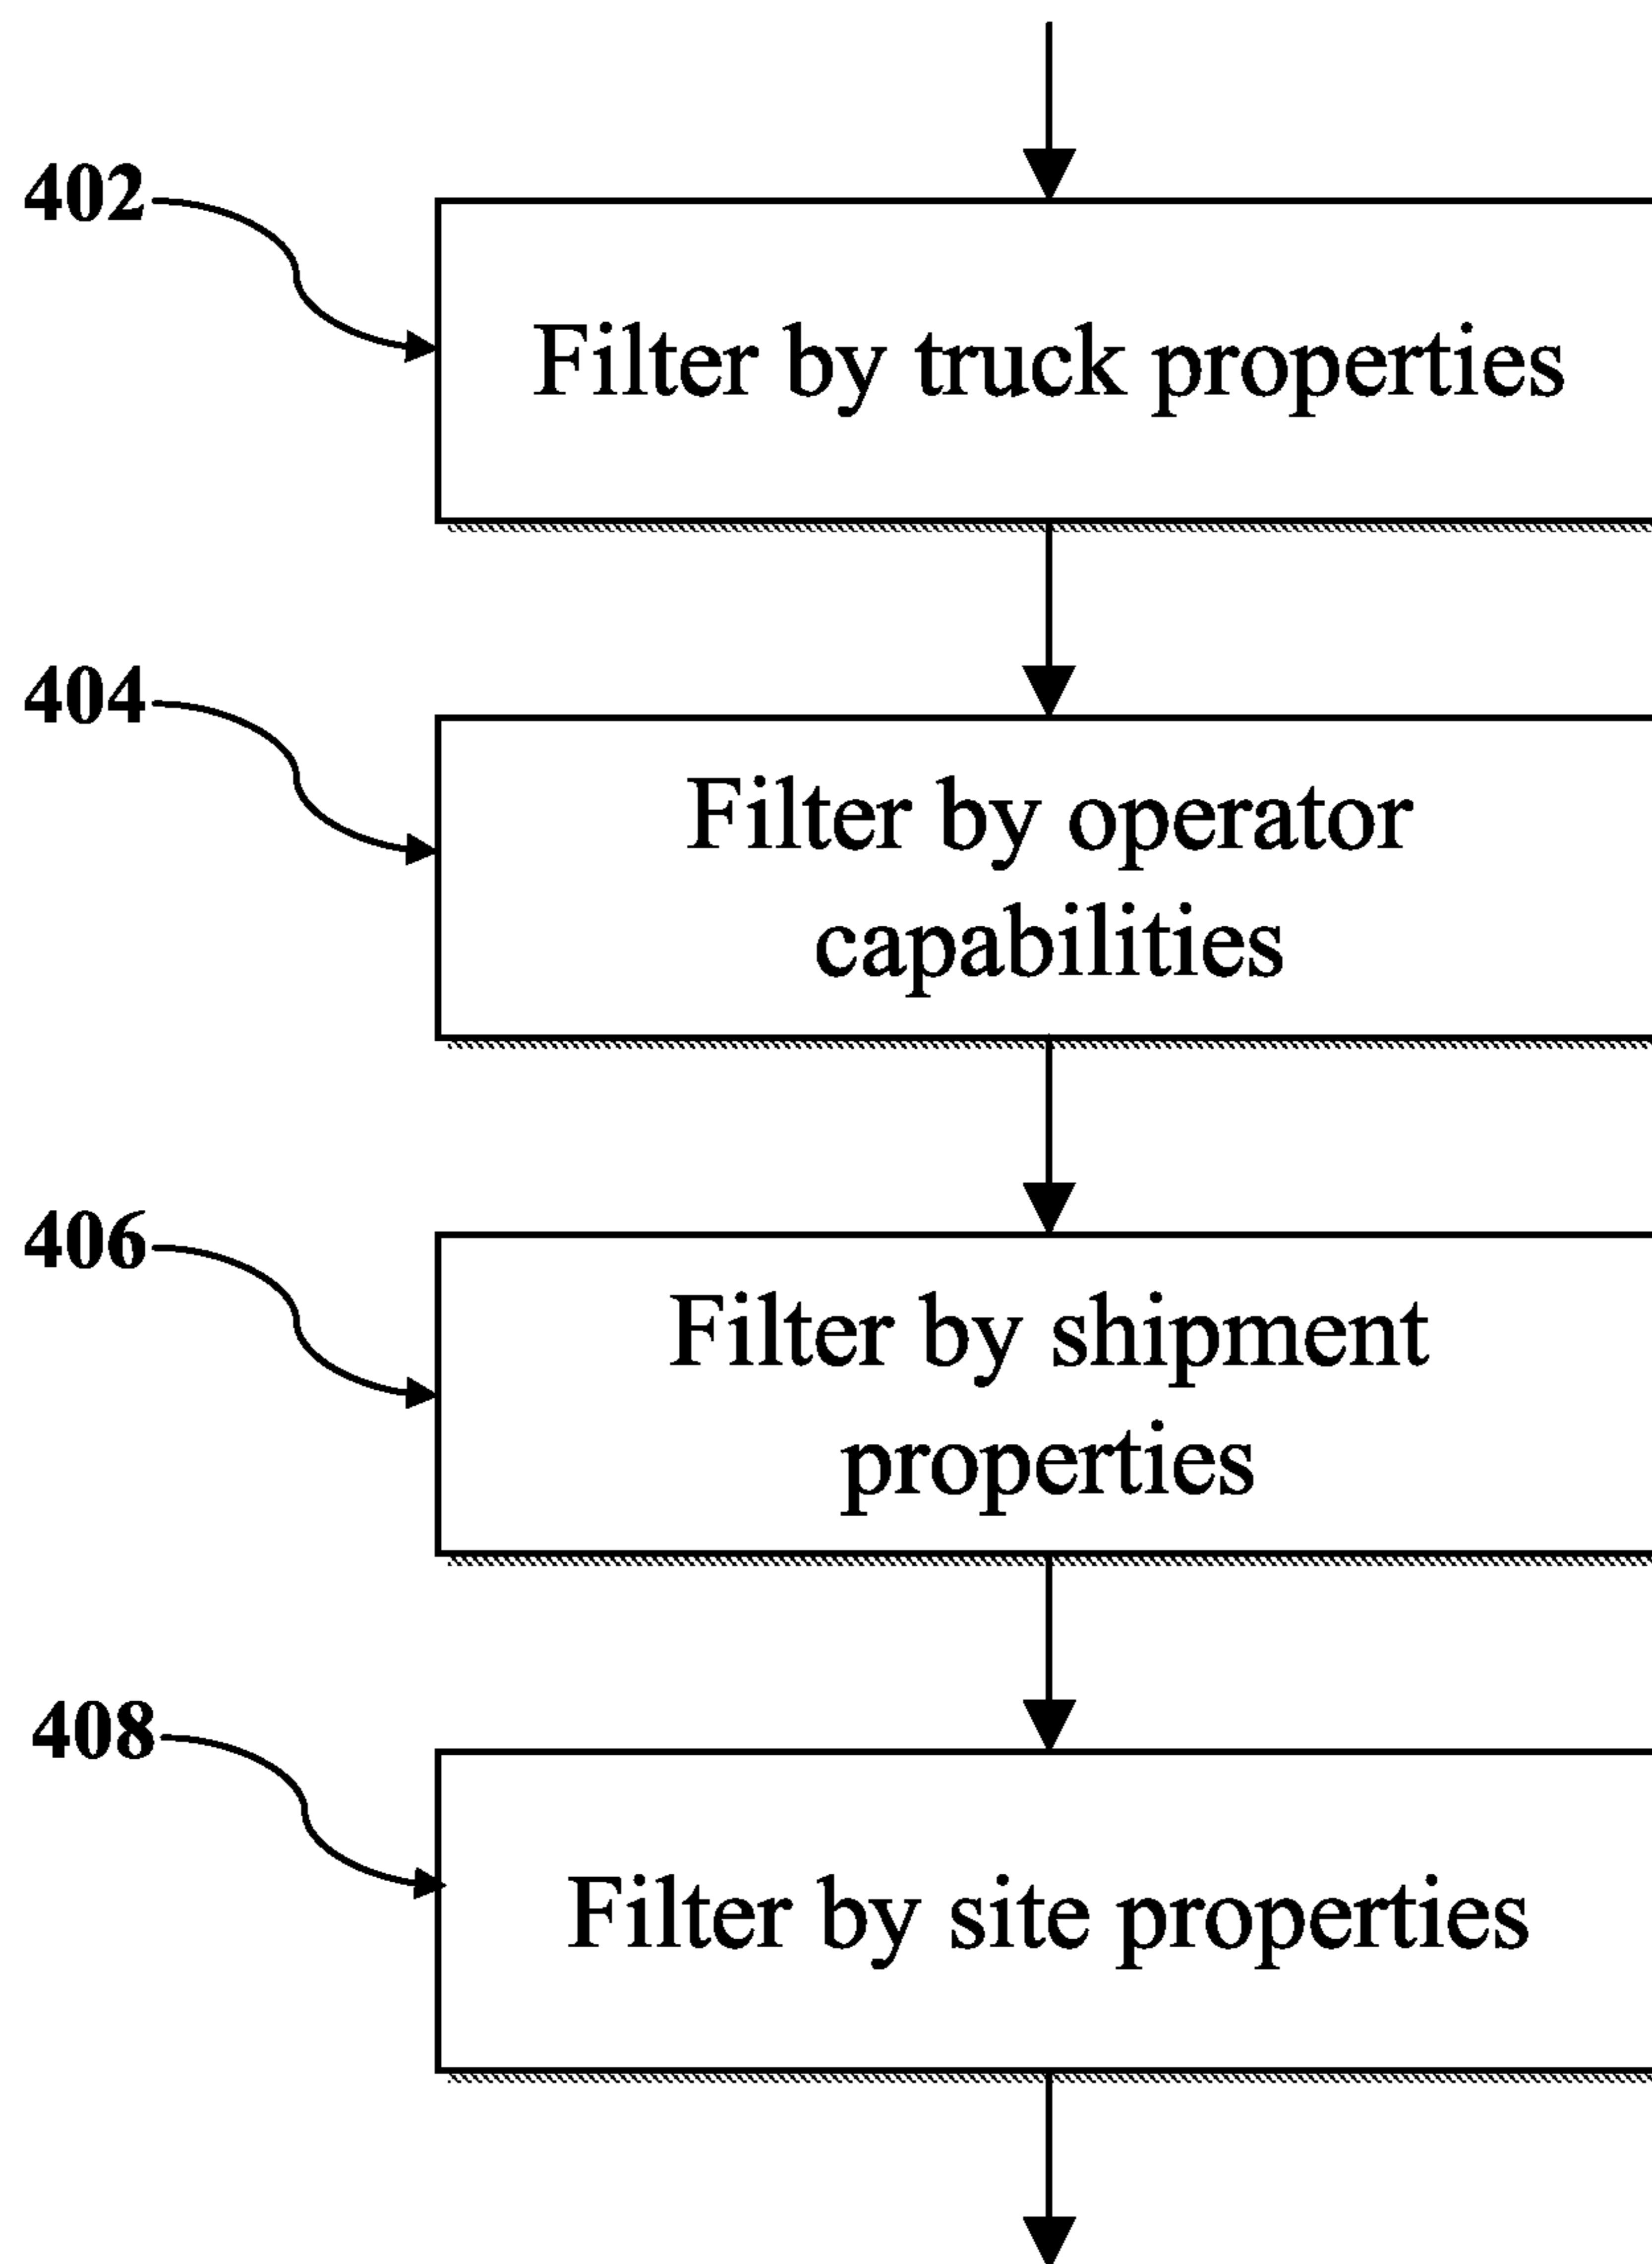 402
Filter by truck properties
404
Filter by operator
capabilities
406
Filter by shipment
properties
408
Filter by site properties